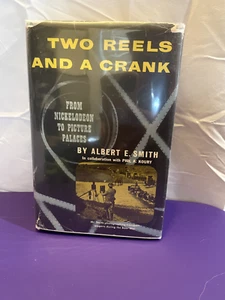 TWO REELS
AND A CRANK
FROM
NICKELODEON
TO PICTURE
PALACES
BY ALBERT E. SMITH
In collaboration with PHIL A. KOURY